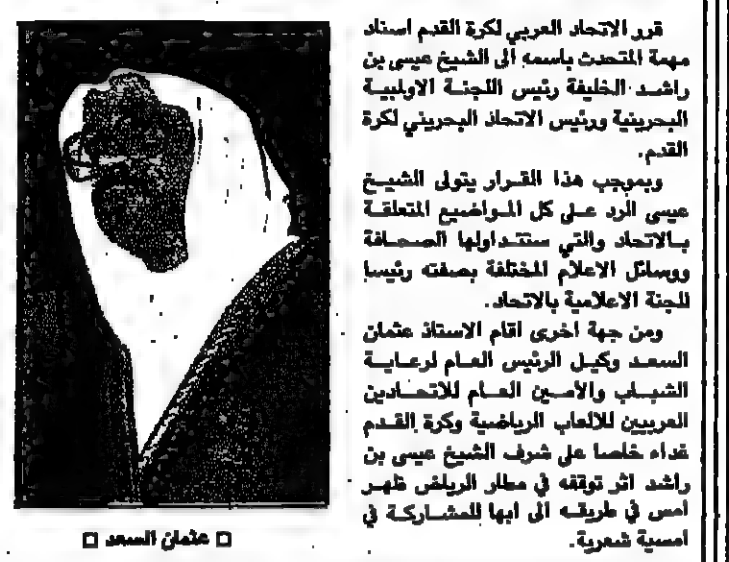 قرر الاتحاد العربي لكرة القدم اسناد
مهمة المتحدث باسمه الى الشيخ عيسى بن
راشد الخليفة رئيس اللجنة الاولمبية
البحرينية ورئيس الاتحاد البحريني لكرة
القدم.
وبموجب هذا القرار يتولى الشيخ
عيسى الرد على كل المواضيع المتعلقة
بالاتحاد والتي ستتداولها الصحافة
ووسائل الاعلام المختلفة بصفته رئيسا
للجنة الاعلامية بالاتحاد.
ومن جهة اخرى اقام الاستاذ عثمان
السعد وكيل الرئيس العام لرعاية
الشباب والأمين العام للاتحادين
العربيين للالعاب الرياضية وكرة القدم
غداء خاصا على شرف الشيخ عيسى بن
راشد اثر توقفه في مطار الرياض ظهر
امس في طريقه الى ابها للمشاركة في
امسية شعرية.
□ عثمان السعد □